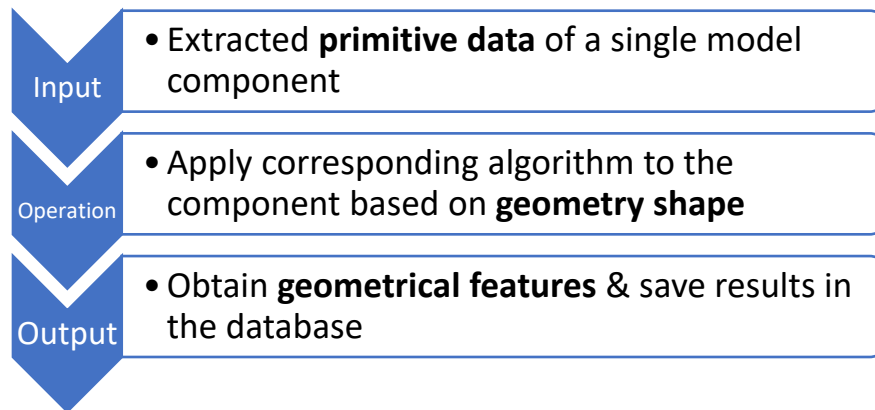 Input
• Extracted primitive data of a single model
component
Operation
• Apply corresponding algorithm to the
component based on geometry shape
Output
• Obtain geometrical features & save results in
the database